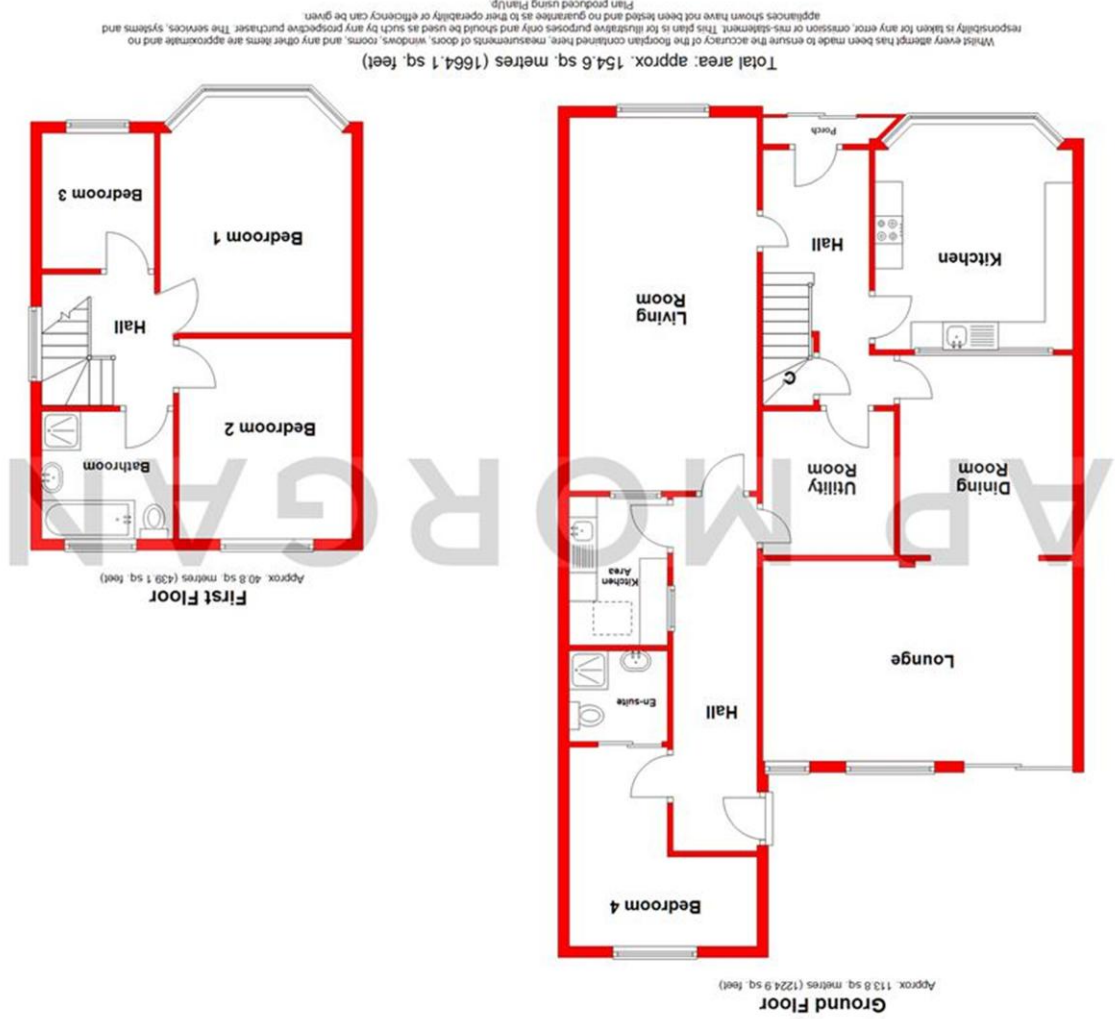 Ground Floor
Approx. 113.8 sq. metres (1224.9 sq. feet)
Bedroom 4
Hall
En-suite
Lounge
Kitchen
Area
Dining
Room
Utility
Room
C
Living
Room
Kitchen
Hall
Porch
First Floor
Approx. 40.8 sq. metres (439.1 sq. feet)
Bathroom
Bedroom 2
Hall
Bedroom 1
Bedroom 3
AP MORGAN
Total area: approx. 154.6 sq. metres (1664.1 sq. feet)
Whilst every attempt has been made to ensure the accuracy of the floorplan contained here, measurements of doors, windows, rooms, and any other items are approximate and no
responsibility is taken for any error, omission or mis-statement. This plan is for illustrative purposes only and should be used as such by any prospective purchaser. The services, systems and
appliances shown have not been tested and no guarantee as to their operability or efficiency can be given.
Plan produced using PlanUp.